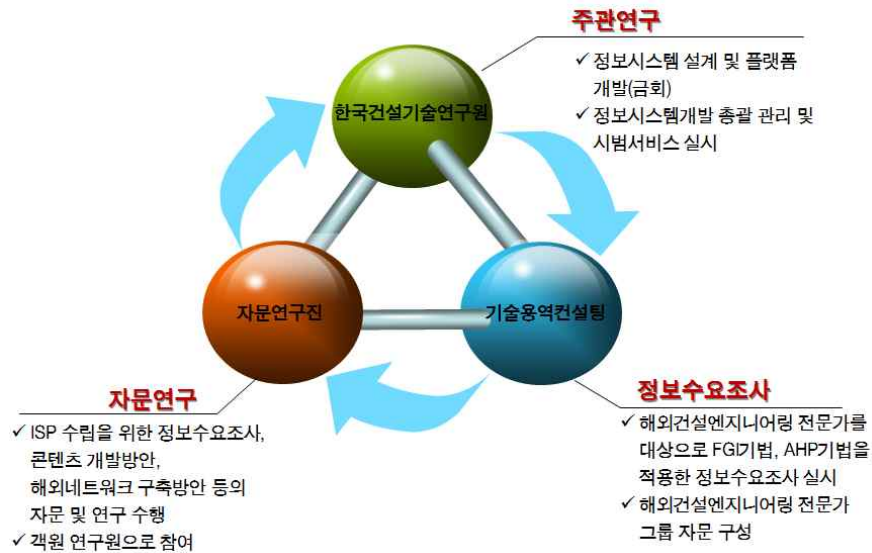 주관연구
✓ 정보시스템 설계 및 플랫폼
개발(금회)
✓ 정보시스템개발 총괄 관리 및
시범서비스 실시
한국건설기술연구원
자문연구진
기술용역컨설팅
자문연구
✓ ISP 수립을 위한 정보수요조사,
콘텐츠 개발방안,
해외네트워크 구축방안 등의
자문 및 연구 수행
✓ 객원 연구원으로 참여
정보수요조사
✓ 해외건설엔지니어링 전문가를
대상으로 FGI기법, AHP기법을
적용한 정보수요조사 실시
✓ 해외건설엔지니어링 전문가
그룹 자문 구성